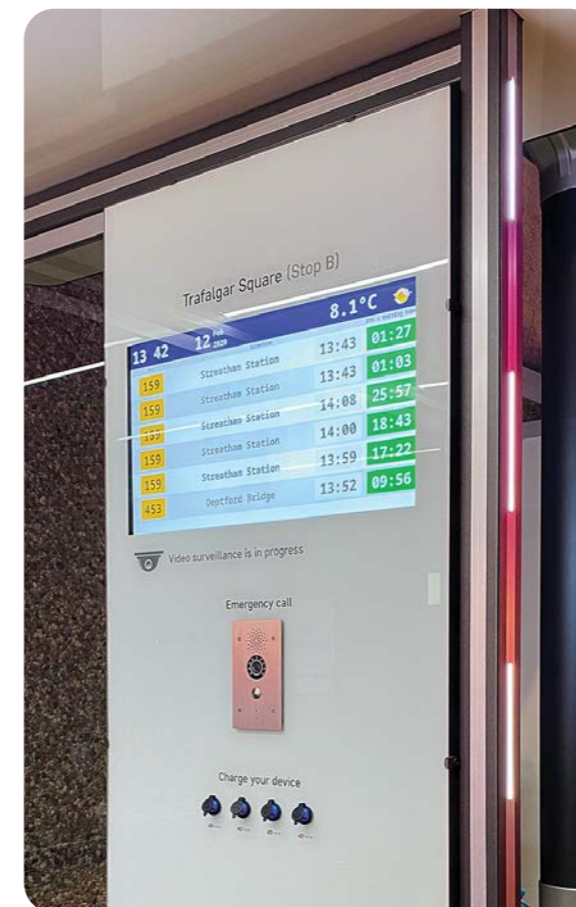 Trafalgar Square (Stop B)
13 42 12 Feb 2020 8.1°C
159 Streatham Station 13:43 01:27
159 Streatham Station 13:43 01:03
159 Streatham Station 14:08 25:57
159 Streatham Station 14:00 18:43
159 Streatham Station 13:59 17:22
453 Deptford Bridge 13:52 09:56
Video surveillance is in progress
Emergency call
Charge your device